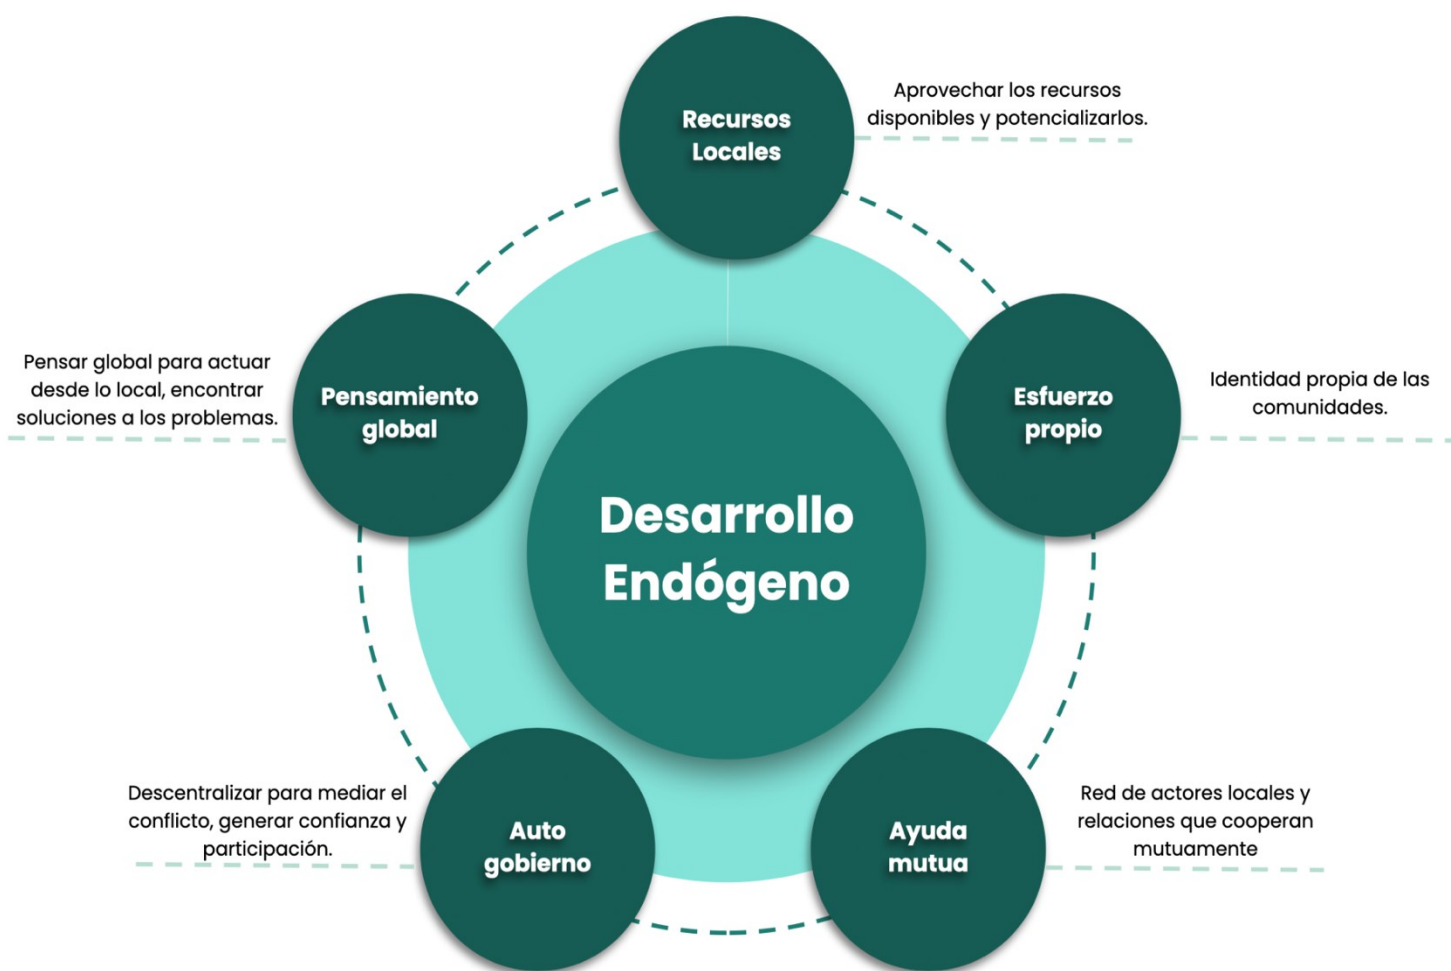 Recursos
Locales
Aprovechar los recursos
disponibles y potencializarlos.
Esfuerzo
propio
Identidad propia de las
comunidades.
Ayuda
mutua
Red de actores locales y
relaciones que cooperan
mutuamente
Auto
gobierno
Descentralizar para mediar el
conflicto, generar confianza y
participación.
Pensamiento
global
Pensar global para actuar
desde lo local, encontrar
soluciones a los problemas.
Desarrollo
Endógeno